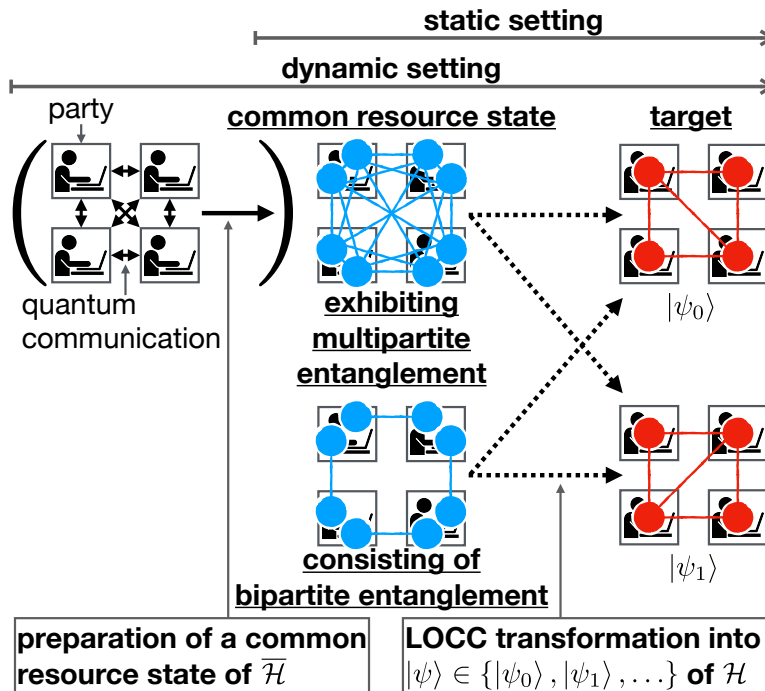 static setting
dynamic setting
party
common resource state
target
quantum
communication
exhibiting
multipartite
entanglement
|ψ₀⟩
consisting of
bipartite entanglement
|ψ₁⟩
preparation of a common
resource state of H̅
LOCC transformation into
|ψ⟩ ∈ {|ψ₀⟩, |ψ₁⟩, …} of H